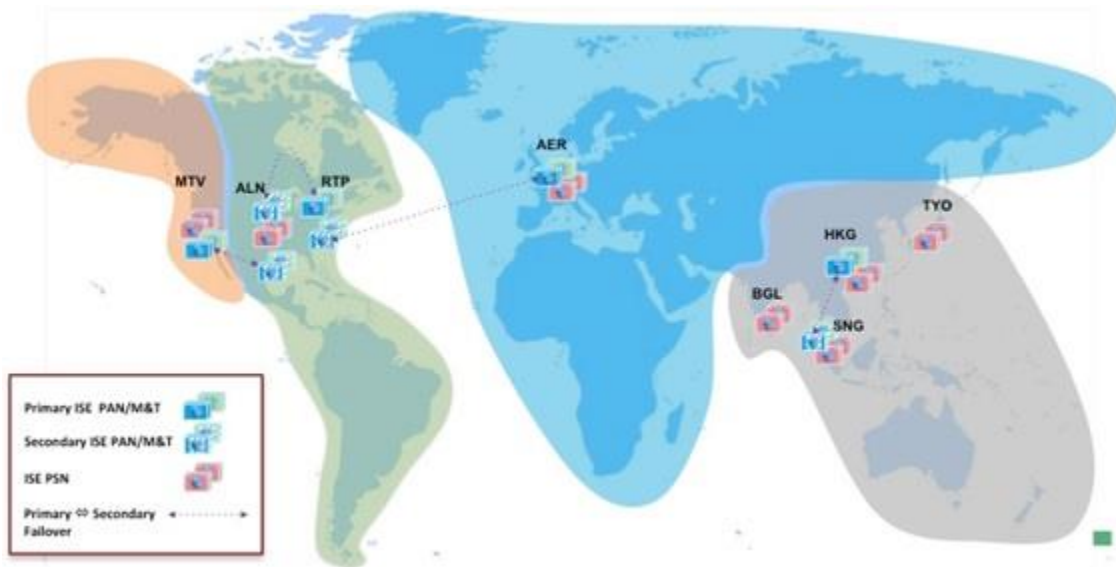 AER
MTV
ALN
RTP
TYO
HKG
BGL
SNG
Primary ISE PAN/M&T
Secondary ISE PAN/M&T
ISE PSN
Primary ⇔ Secondary
Failover